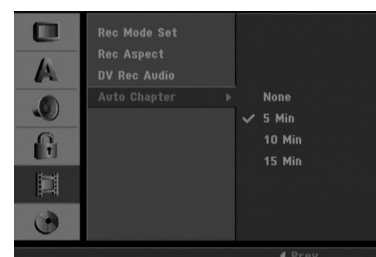 Rec Mode Set
Rec Aspect
DV Rec Audio
Auto Chapter
None
5 Min
10 Min
15 Min
Prev